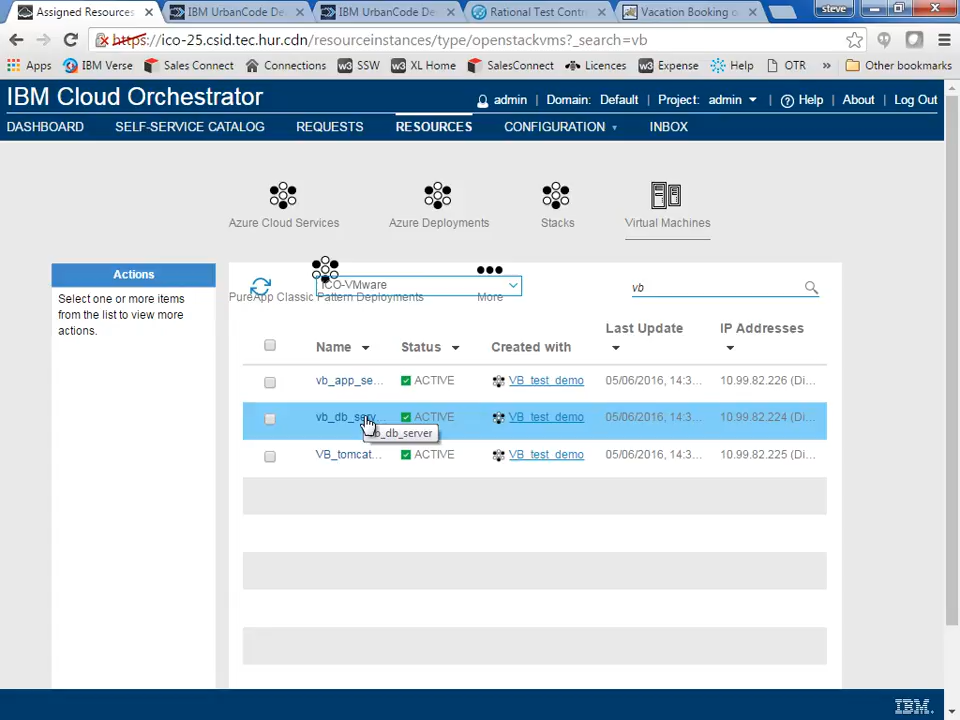 Assigned Resources
IBM UrbanCode De
IBM UrbanCode De
Rational Test Contr
Vacation Booking o
steve
https://ico-25.csid.tec.hur.cdn/resourceinstances/type/openstackvms?_search=vb
Apps
IBM Verse
Sales Connect
Connections
w3 SSW
w3 XL Home
SalesConnect
Licences
w3 Expense
Help
OTR
»
Other bookmarks
IBM Cloud Orchestrator
admin | Domain: Default | Project: admin | Help | About | Log Out
DASHBOARD SELF-SERVICE CATALOG REQUESTS RESOURCES CONFIGURATION INBOX
Azure Cloud Services
Azure Deployments
Stacks
Virtual Machines
Actions
Select one or more items
from the list to view more
actions.
ICO-VMware
vb
PureApp Classic Pattern Deployments
More
Name Status Created with Last Update IP Addresses
vb_app_se... ACTIVE VB_test_demo 05/06/2016, 14:3... 10.99.82.226 (Di...
vb_db_serv... ACTIVE VB_test_demo 05/06/2016, 14:3... 10.99.82.224 (Di...
vb_db_server
VB_tomcat... ACTIVE VB_test_demo 05/06/2016, 14:3... 10.99.82.225 (Di...
IBM.